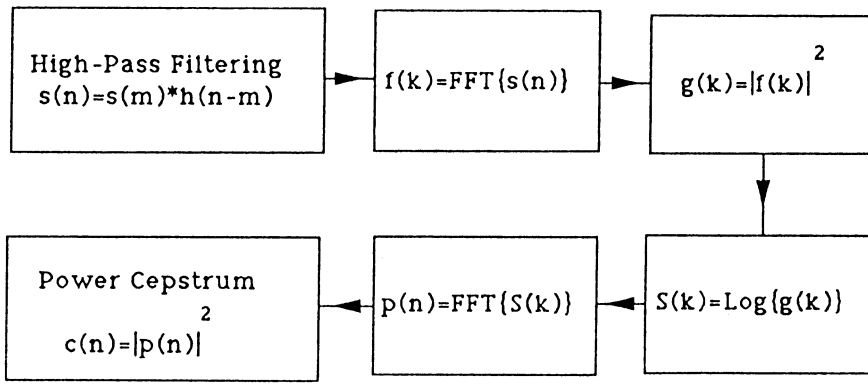 High-Pass Filtering
s(n)=s(m)*h(n-m)
f(k)=FFT{s(n)}
g(k)=|f(k)|²
S(k)=Log{g(k)}
p(n)=FFT{S(k)}
Power Cepstrum
c(n)=|p(n)|²